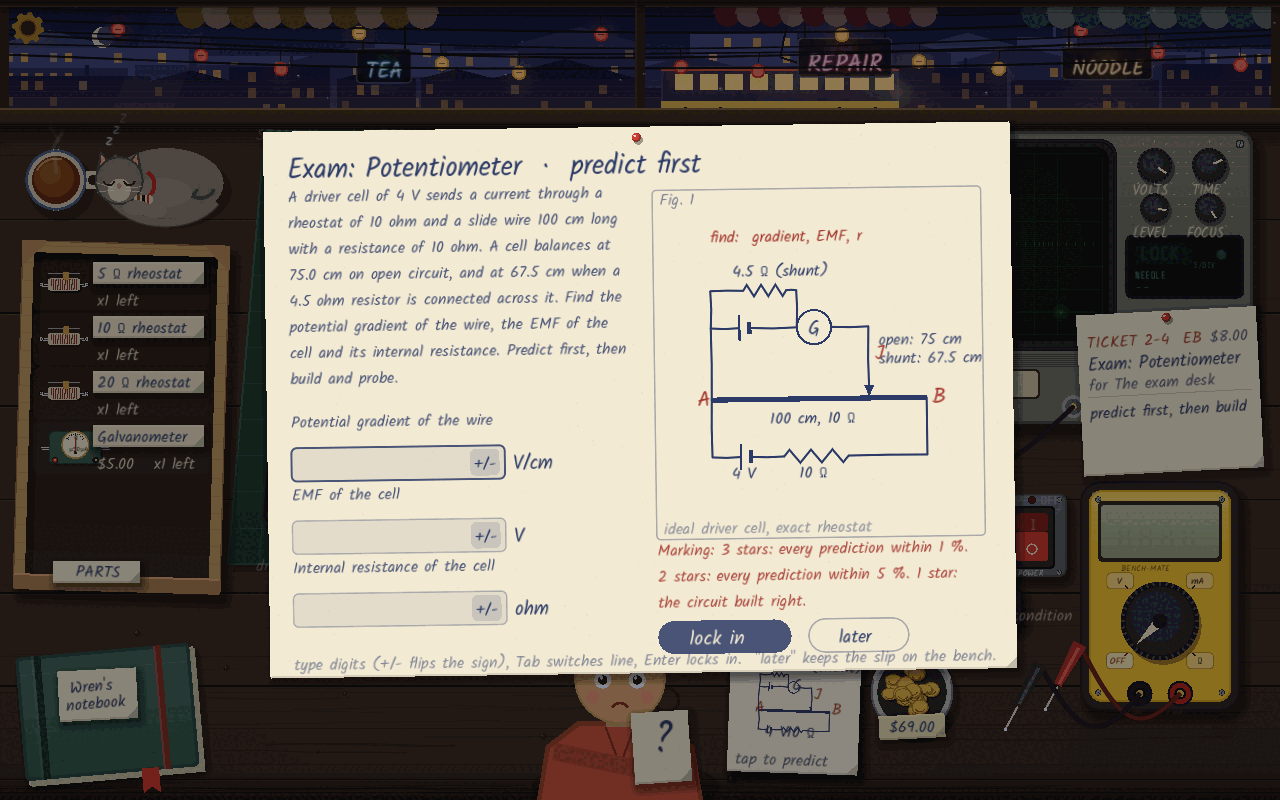 TEA
REPAIR
NOODLE
z
z
z
Exam: Potentiometer · predict first
A driver cell of 4 V sends a current through a
rheostat of 10 ohm and a slide wire 100 cm long
with a resistance of 10 ohm. A cell balances at
75.0 cm on open circuit, and at 67.5 cm when a
4.5 ohm resistor is connected across it. Find the
potential gradient of the wire, the EMF of the
cell and its internal resistance. Predict first, then
build and probe.
Potential gradient of the wire
+/- V/cm
EMF of the cell
+/- V
Internal resistance of the cell
+/- ohm
Fig. 1
find: gradient, EMF, r
4.5 Ω (shunt)
G
open: 75 cm
J
shunt: 67.5 cm
A
B
100 cm, 10 Ω
4 V
10 Ω
ideal driver cell, exact rheostat
Marking: 3 stars: every prediction within 1 %.
2 stars: every prediction within 5 %. 1 star:
the circuit built right.
lock in
later
type digits (+/- flips the sign), Tab switches line, Enter locks in. "later" keeps the slip on the bench.
5 Ω rheostat
x1 left
10 Ω rheostat
x1 left
20 Ω rheostat
x1 left
Galvanometer
$5.00 x1 left
PARTS
Wren's
notebook
?
G
J
A
B
tap to predict
$69.00
VOLTS
TIME
LEVEL
FOCUS
LOCK
NEEDLE
TICKET 2-4 EB $8.00
Exam: Potentiometer
for The exam desk
predict first, then build
OFF
POWER
condition
BENCH-MATE
V
mA
OFF
Ω